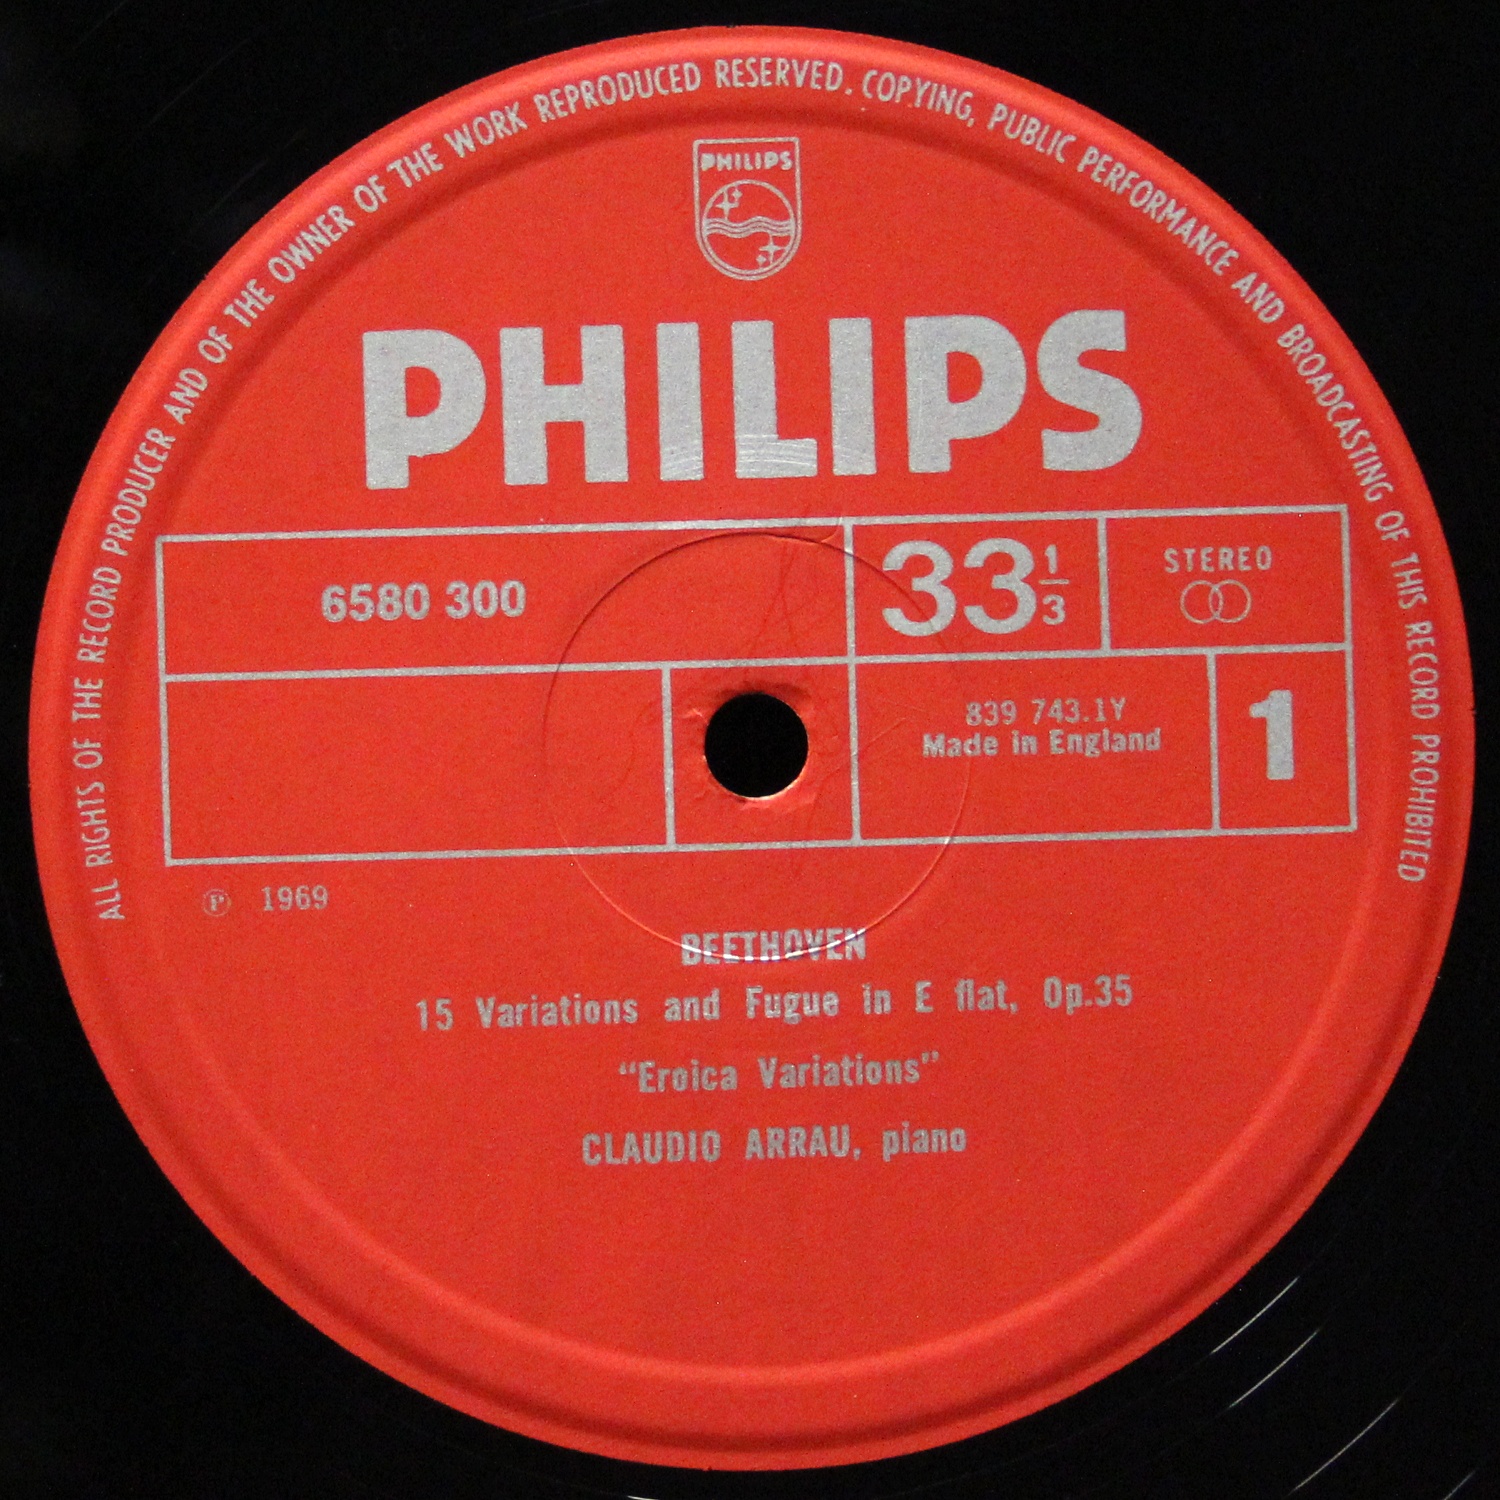 ALL RIGHTS OF THE RECORD PRODUCER AND OF THE OWNER OF THE WORK REPRODUCED RESERVED. COPYING, PUBLIC PERFORMANCE AND BROADCASTING OF THIS RECORD PROHIBITED
PHILIPS
PHILIPS
6580 300
33 1/3
STEREO
839 743.1Y
Made in England
1
℗ 1969
BEETHOVEN
15 Variations and Fugue in E flat, Op.35
“Eroica Variations”
CLAUDIO ARRAU, piano